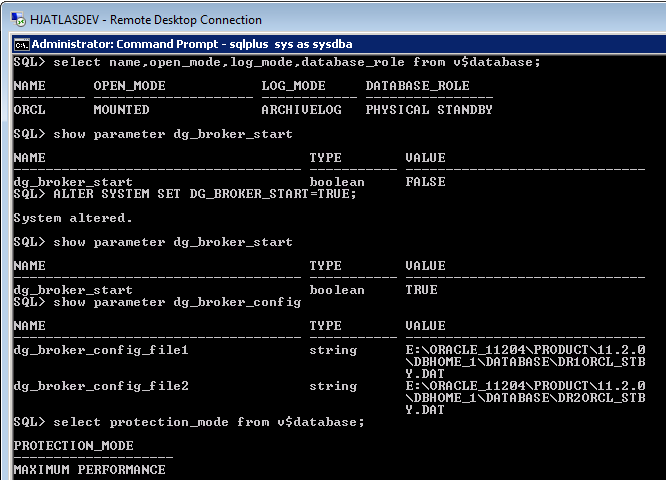 HJATLASDEV - Remote Desktop Connection
Administrator: Command Prompt - sqlplus sys as sysdba
SQL> select name,open_mode,log_mode,database_role from v$database;
NAME OPEN_MODE LOG_MODE DATABASE_ROLE
--------- -------------------- ------------ ----------------
ORCL MOUNTED ARCHIVELOG PHYSICAL STANDBY
SQL> show parameter dg_broker_start
NAME TYPE VALUE
------------------------------------ ----------- ------------------------------
dg_broker_start boolean FALSE
SQL> ALTER SYSTEM SET DG_BROKER_START=TRUE;
System altered.
SQL> show parameter dg_broker_start
NAME TYPE VALUE
------------------------------------ ----------- ------------------------------
dg_broker_start boolean TRUE
SQL> show parameter dg_broker_config
NAME TYPE VALUE
------------------------------------ ----------- ------------------------------
dg_broker_config_file1 string E:\ORACLE_11204\PRODUCT\11.2.0
\DBHOME_1\DATABASE\DR1ORCL_STB
Y.DAT
dg_broker_config_file2 string E:\ORACLE_11204\PRODUCT\11.2.0
\DBHOME_1\DATABASE\DR2ORCL_STB
Y.DAT
SQL> select protection_mode from v$database;
PROTECTION_MODE
--------------------
MAXIMUM PERFORMANCE